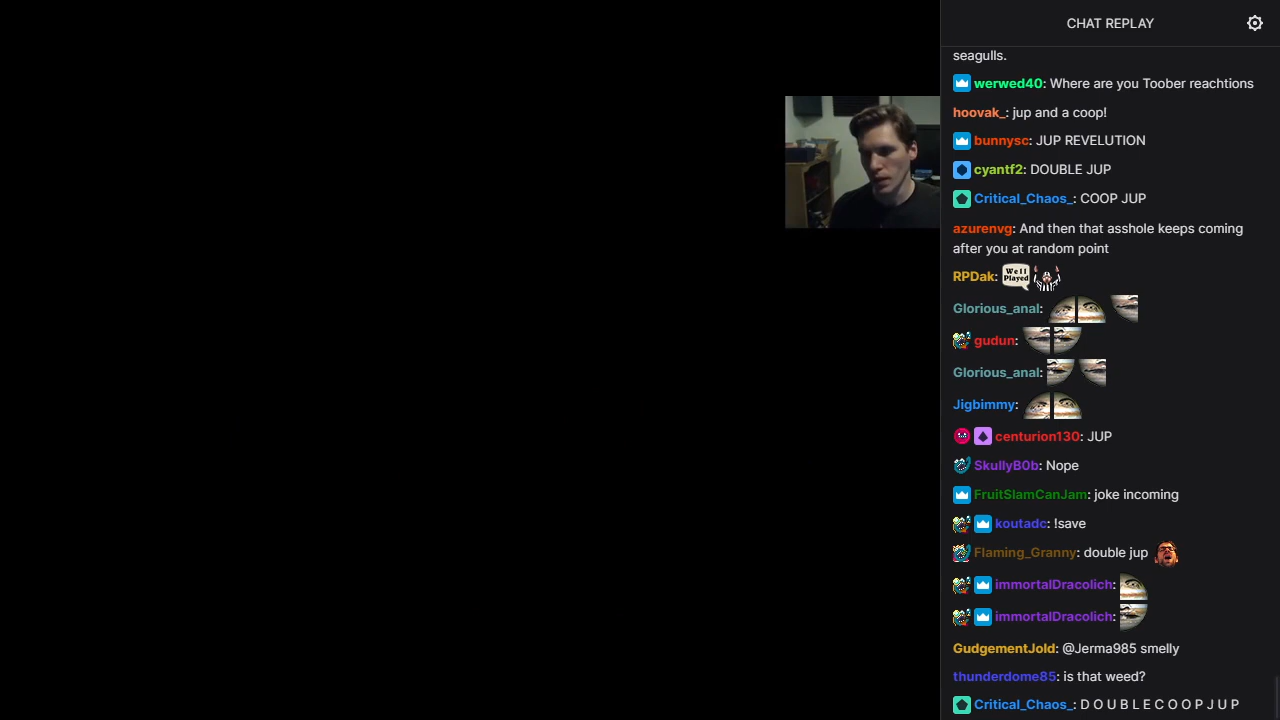 CHAT REPLAY
seagulls.
werwed40: Where are you Toober reachtions
hoovak_: jup and a coop!
bunnysc: JUP REVELUTION
cyantf2: DOUBLE JUP
Critical_Chaos_: COOP JUP
azurenvg: And then that asshole keeps coming
after you at random point
RPDak: Well Played
Glorious_anal:
gudun:
Glorious_anal:
Jigbimmy:
centurion130: JUP
SkullyB0b: Nope
FruitSlamCanJam: joke incoming
koutadc: !save
Flaming_Granny: double jup
immortalDracolich:
immortalDracolich:
GudgementJold: @Jerma985 smelly
thunderdome85: is that weed?
Critical_Chaos_: D O U B L E C O O P J U P